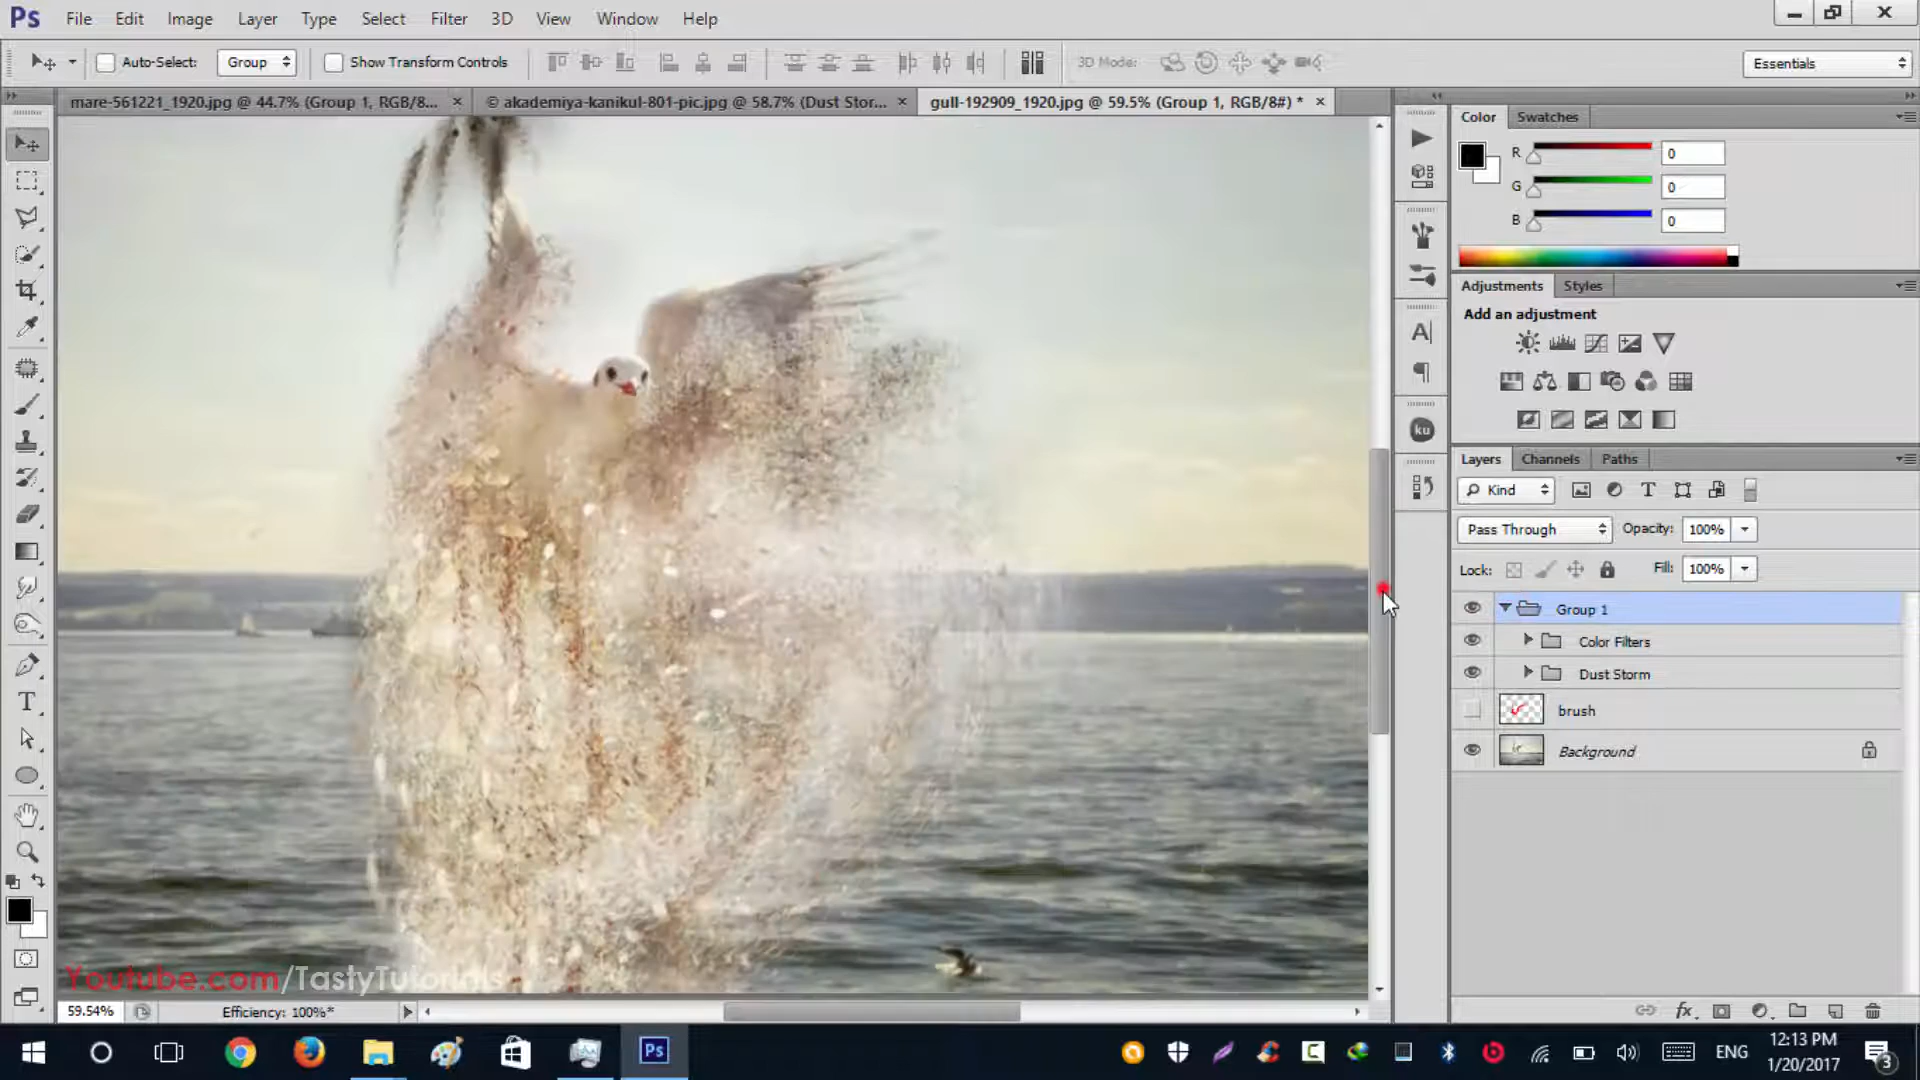 Ps File Edit Image Layer Type Select Filter 3D View Window Help
Auto-Select: Group Show Transform Controls 3D Mode: Essentials
mare-561221_1920.jpg @ 44.7% (Group 1, RGB/8... × © akademiya-kanikul-801-pic.jpg @ 58.7% (Dust Stor... × gull-192909_1920.jpg @ 59.5% (Group 1, RGB/8#) * ×
Color Swatches
R 0
G 0
B 0
Adjustments Styles
Add an adjustment
Layers Channels Paths
Kind
Pass Through Opacity: 100%
Lock: Fill: 100%
Group 1
Color Filters
Dust Storm
brush
Background
ku
Youtube.com/TastyTutorials
59.54% Efficiency: 100%*
fx
Ps
ENG
12:13 PM
1/20/2017
3